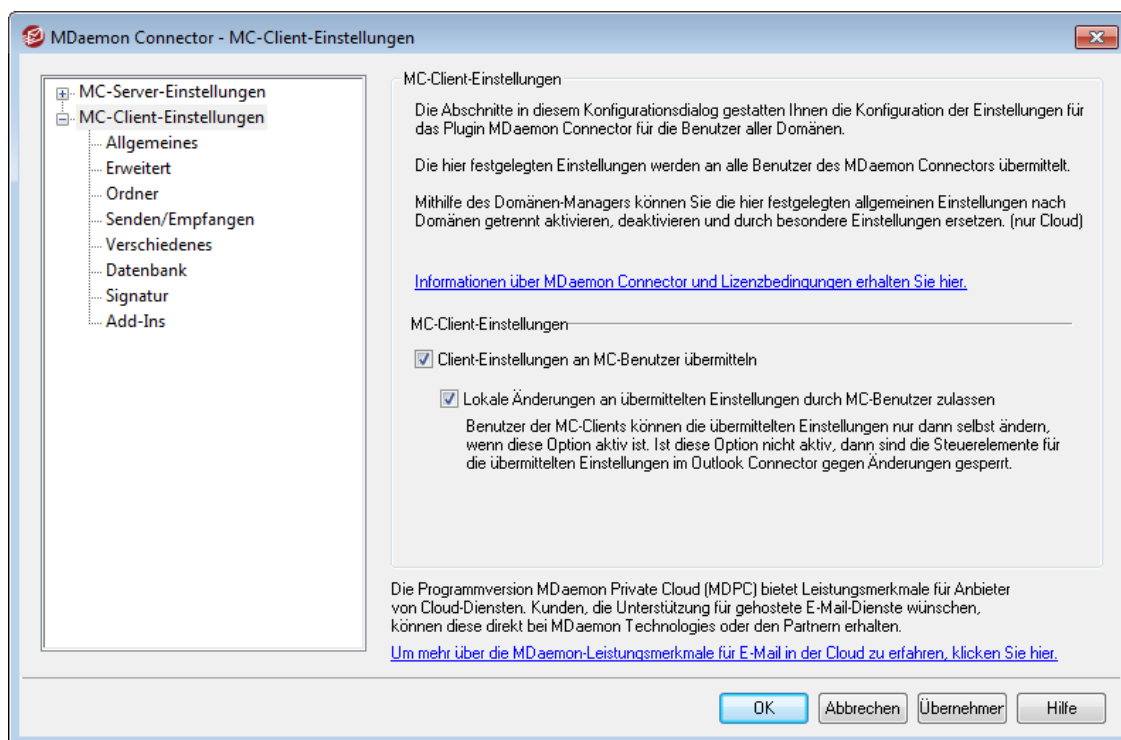 MDaemon Connector - MC-Client-Einstellungen
MC-Server-Einstellungen
MC-Client-Einstellungen
Allgemeines
Erweitert
Ordner
Senden/Empfangen
Verschiedenes
Datenbank
Signatur
Add-Ins
MC-Client-Einstellungen
Die Abschnitte in diesem Konfigurationsdialog gestatten Ihnen die Konfiguration der Einstellungen für
das Plugin MDaemon Connector für die Benutzer aller Domänen.
Die hier festgelegten Einstellungen werden an alle Benutzer des MDaemon Connectors übermittelt.
Mithilfe des Domänen-Managers können Sie die hier festgelegten allgemeinen Einstellungen nach
Domänen getrennt aktivieren, deaktivieren und durch besondere Einstellungen ersetzen. (nur Cloud)
Informationen über MDaemon Connector und Lizenzbedingungen erhalten Sie hier.
MC-Client-Einstellungen
Client-Einstellungen an MC-Benutzer übermitteln
Lokale Änderungen an übermittelten Einstellungen durch MC-Benutzer zulassen
Benutzer der MC-Clients können die übermittelten Einstellungen nur dann selbst ändern,
wenn diese Option aktiv ist. Ist diese Option nicht aktiv, dann sind die Steuerelemente für
die übermittelten Einstellungen im Outlook Connector gegen Änderungen gesperrt.
Die Programmversion MDaemon Private Cloud (MDPC) bietet Leistungsmerkmale für Anbieter
von Cloud-Diensten. Kunden, die Unterstützung für gehostete E-Mail-Dienste wünschen,
können diese direkt bei MDaemon Technologies oder den Partnern erhalten.
Um mehr über die MDaemon-Leistungsmerkmale für E-Mail in der Cloud zu erfahren, klicken Sie hier.
OK
Abbrechen
Übernehmer
Hilfe